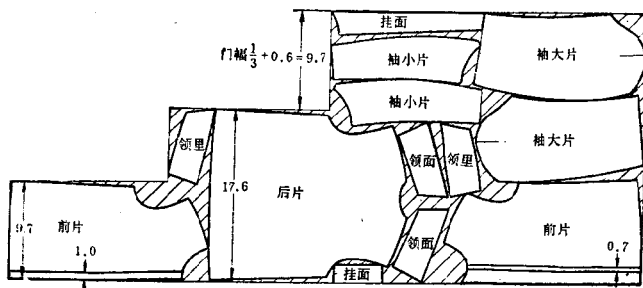 挂面
门幅1/3+0.6=9.7
袖小片
袖大片
袖小片
领里
17.6
后片
领面
领里
袖大片
9.7
前片
1.0
领面
挂面
前片
0.7